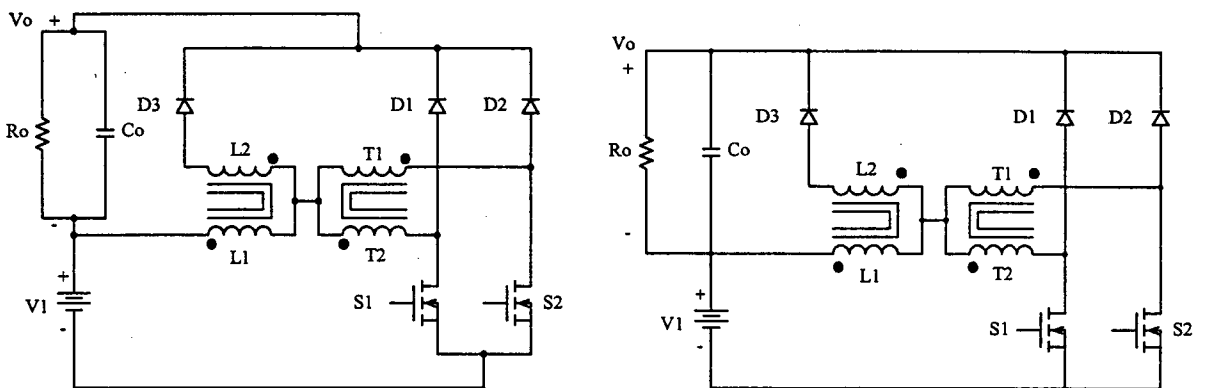 Vo +
D3
D1
D2
Ro
Co
L2
T1
-
L1
T2
+
V1
-
S1
S2
Vo
+
D3
D1
D2
Ro
Co
L2
T1
-
L1
T2
+
V1
-
S1
S2